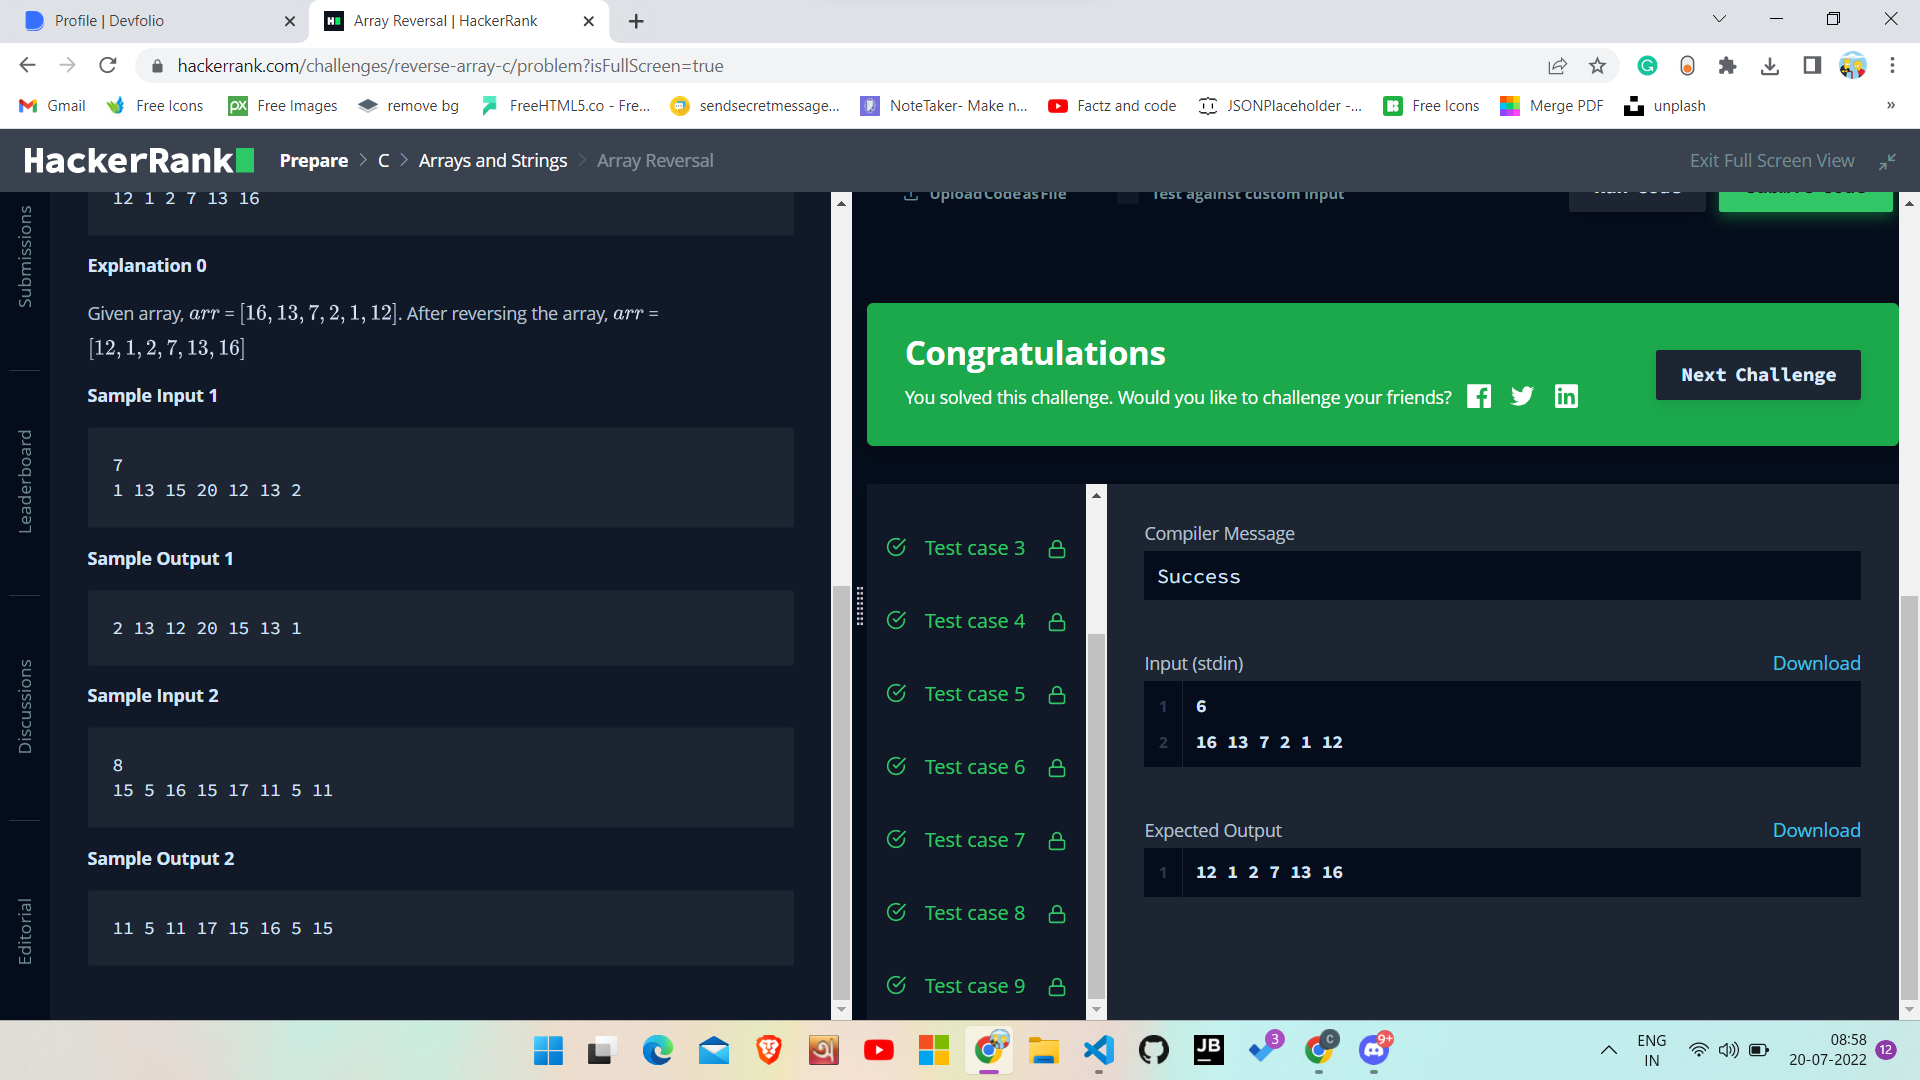 Profile | Devfolio
Array Reversal | HackerRank
hackerrank.com/challenges/reverse-array-c/problem?isFullScreen=true
Gmail
Free Icons
Free Images
remove bg
FreeHTML5.co - Fre...
sendsecretmessage...
NoteTaker- Make n...
Factz and code
JSONPlaceholder -...
Free Icons
Merge PDF
unplash
»
HackerRank
Prepare > C > Arrays and Strings > Array Reversal
Exit Full Screen View
Submissions
Leaderboard
Discussions
Editorial
12 1 2 7 13 16
Explanation 0
Given array, arr = [16, 13, 7, 2, 1, 12]. After reversing the array, arr =
[12, 1, 2, 7, 13, 16]
Sample Input 1
7
1 13 15 20 12 13 2
Sample Output 1
2 13 12 20 15 13 1
Sample Input 2
8
15 5 16 15 17 11 5 11
Sample Output 2
11 5 11 17 15 16 5 15
Upload Code as File
Test against custom input
Congratulations
You solved this challenge. Would you like to challenge your friends?
Next Challenge
Test case 3
Test case 4
Test case 5
Test case 6
Test case 7
Test case 8
Test case 9
Compiler Message
Success
Input (stdin)
Download
1 6
2 16 13 7 2 1 12
Expected Output
Download
1 12 1 2 7 13 16
JB
3
C
9+
ENG
IN
08:58
20-07-2022
12